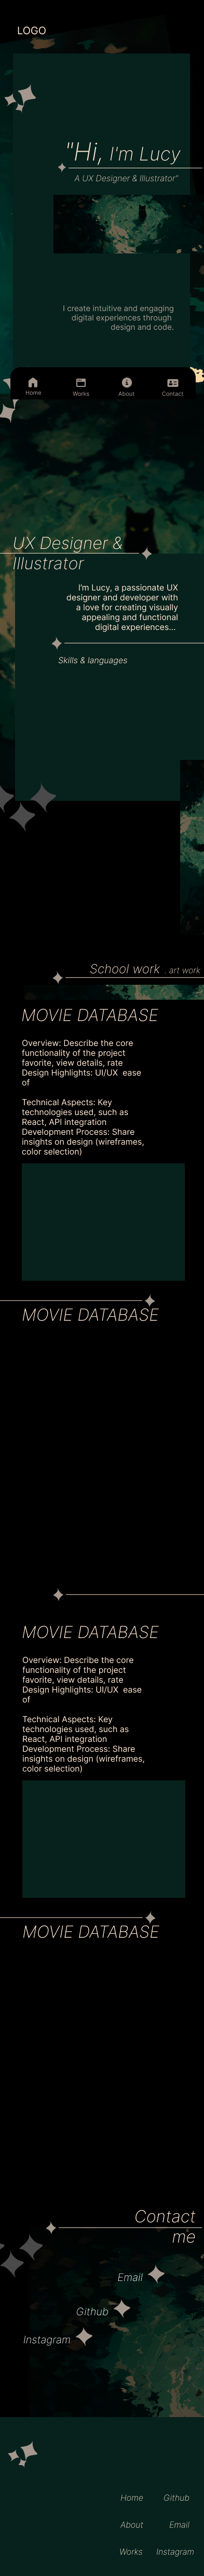 LOGO
"Hi, I'm Lucy
A UX Designer & Illustrator"
I create intuitive and engaging
digital experiences through
design and code.
Home Works About Contact
UX Designer &
Illustrator
I'm Lucy, a passionate UX
designer and developer with
a love for creating visually
appealing and functional
digital experiences...
Skills & languages
School work . art work
MOVIE DATABASE
Overview: Describe the core
functionality of the project
favorite, view details, rate
Design Highlights: UI/UX ease
of
Technical Aspects: Key
technologies used, such as
React, API integration
Development Process: Share
insights on design (wireframes,
color selection)
MOVIE DATABASE
MOVIE DATABASE
Overview: Describe the core
functionality of the project
favorite, view details, rate
Design Highlights: UI/UX ease
of
Technical Aspects: Key
technologies used, such as
React, API integration
Development Process: Share
insights on design (wireframes,
color selection)
MOVIE DATABASE
Contact
me
Email
Github
Instagram
Home Github
About Email
Works Instagram